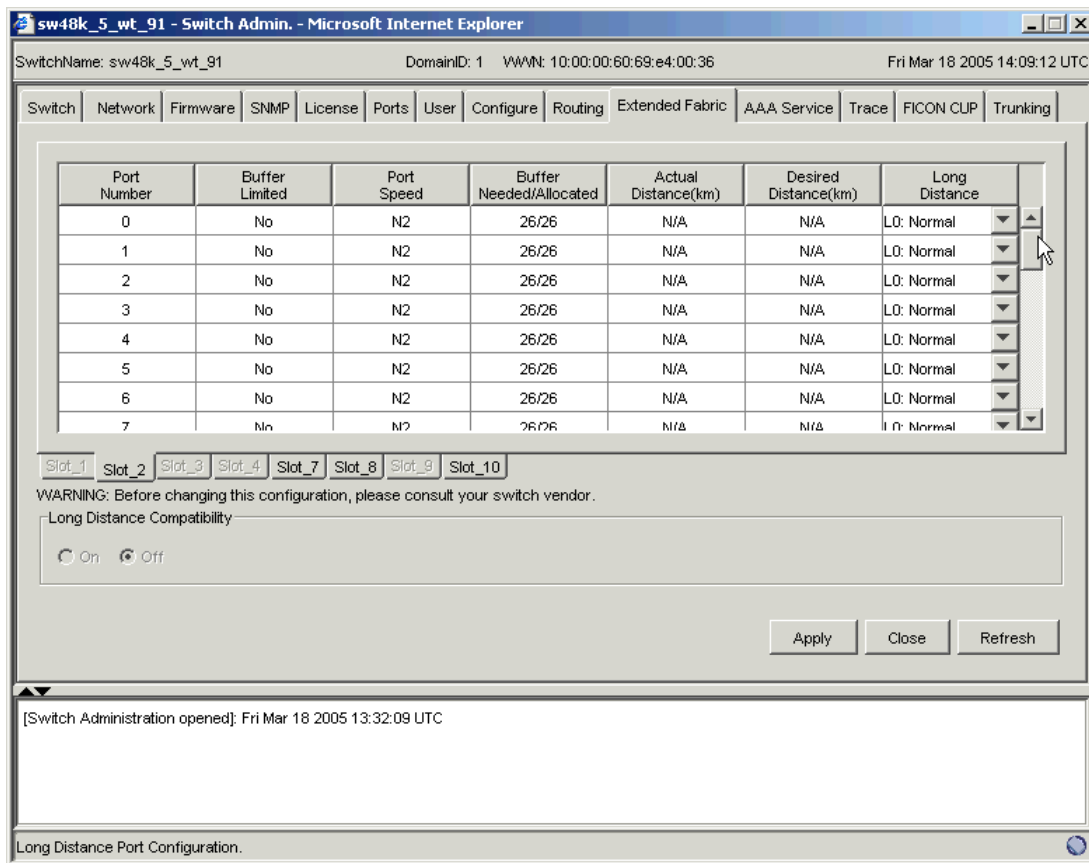 sw48k_5_wt_91 - Switch Admin. - Microsoft Internet Explorer
SwitchName: sw48k_5_wt_91 DomainID: 1 WWN: 10:00:00:60:69:e4:00:36 Fri Mar 18 2005 14:09:12 UTC
Switch Network Firmware SNMP License Ports User Configure Routing Extended Fabric AAA Service Trace FICON CUP Trunking
Port Number Buffer Limited Port Speed Buffer Needed/Allocated Actual Distance(km) Desired Distance(km) Long Distance
0 No N2 26/26 N/A N/A L0: Normal
1 No N2 26/26 N/A N/A L0: Normal
2 No N2 26/26 N/A N/A L0: Normal
3 No N2 26/26 N/A N/A L0: Normal
4 No N2 26/26 N/A N/A L0: Normal
5 No N2 26/26 N/A N/A L0: Normal
6 No N2 26/26 N/A N/A L0: Normal
7 No N2 26/26 N/A N/A L0: Normal
Slot_1 Slot_2 Slot_3 Slot_4 Slot_7 Slot_8 Slot_9 Slot_10
WARNING: Before changing this configuration, please consult your switch vendor.
Long Distance Compatibility
On Off
Apply Close Refresh
[Switch Administration opened]: Fri Mar 18 2005 13:32:09 UTC
Long Distance Port Configuration.